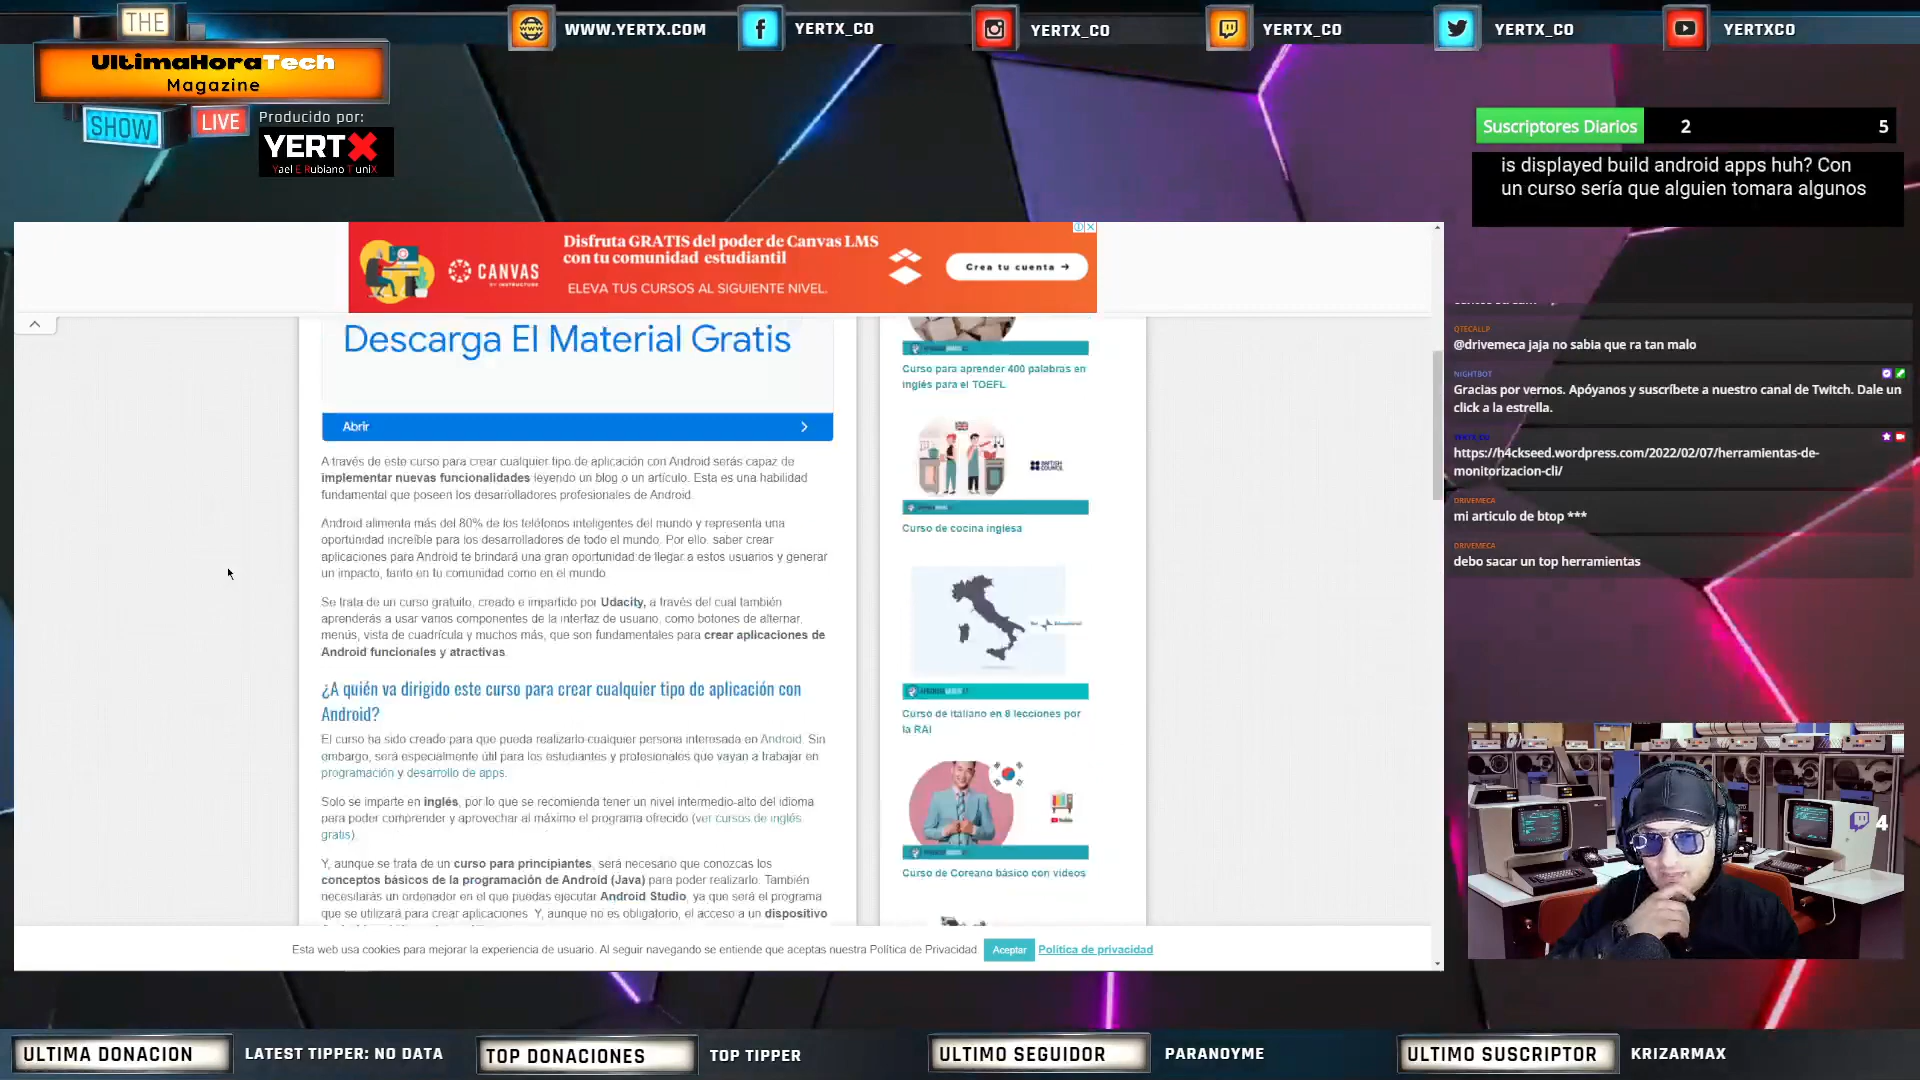 THE
UltimaHoraTech
Magazine
SHOW
LIVE
Producido por:
YERTX
Yael E Rubiano T uniX
WWW.YERTX.COM
YERTX_CO
YERTX_CO
YERTX_CO
YERTX_CO
YERTXCO
Suscriptores Diarios
2
5
is displayed build android apps huh? Con
un curso sería que alguien tomara algunos
CANVAS
BY INSTRUCTURE
Disfruta GRATIS del poder de Canvas LMS
con tu comunidad estudiantil
ELEVA TUS CURSOS AL SIGUIENTE NIVEL.
Crea tu cuenta →
Descarga El Material Gratis
Abrir
A través de este curso para crear cualquier tipo de aplicación con Android serás capaz de
implementar nuevas funcionalidades leyendo un blog o un artículo. Esta es una habilidad
fundamental que poseen los desarrolladores profesionales de Android.
Android alimenta más del 80% de los teléfonos inteligentes del mundo y representa una
oportunidad increíble para los desarrolladores de todo el mundo. Por ello, saber crear
aplicaciones para Android te brindará una gran oportunidad de llegar a estos usuarios y generar
un impacto, tanto en tu comunidad como en el mundo
Se trata de un curso gratuito, creado e impartido por Udacity, a través del cual también
aprenderás a usar varios componentes de la interfaz de usuario, como botones de alternar,
menús, vista de cuadrícula y muchos más, que son fundamentales para crear aplicaciones de
Android funcionales y atractivas.
¿A quién va dirigido este curso para crear cualquier tipo de aplicación con
Android?
El curso ha sido creado para que pueda realizarlo cualquier persona interesada en Android. Sin
embargo, será especialmente útil para los estudiantes y profesionales que vayan a trabajar en
programación y desarrollo de apps.
Solo se imparte en inglés, por lo que se recomienda tener un nivel intermedio-alto del idioma
para poder comprender y aprovechar al máximo el programa ofrecido (ver cursos de inglés
gratis).
Y, aunque se trata de un curso para principiantes, será necesario que conozcas los
conceptos básicos de la programación de Android (Java) para poder realizarlo. También
necesitarás un ordenador en el que puedas ejecutar Android Studio, ya que será el programa
que se utilizará para crear aplicaciones. Y, aunque no es obligatorio, el acceso a un dispositivo
Curso para aprender 400 palabras en
inglés para el TOEFL
BRITISH
COUNCIL
Curso de cocina inglesa
Curso de italiano en 8 lecciones por
la RAI
Curso de Coreano básico con videos
Esta web usa cookies para mejorar la experiencia de usuario. Al seguir navegando se entiende que aceptas nuestra Política de Privacidad.
Aceptar
Política de privacidad
QTECALLP
@drivemeca jaja no sabia que ra tan malo
NIGHTBOT
Gracias por vernos. Apóyanos y suscríbete a nuestro canal de Twitch. Dale un
click a la estrella.
https://h4ckseed.wordpress.com/2022/02/07/herramientas-de-
monitorizacion-cli/
DRIVEMECA
mi articulo de btop ***
DRIVEMECA
debo sacar un top herramientas
4
ULTIMA DONACION
LATEST TIPPER: NO DATA
TOP DONACIONES
TOP TIPPER
ULTIMO SEGUIDOR
PARANOYME
ULTIMO SUSCRIPTOR
KRIZARMAX